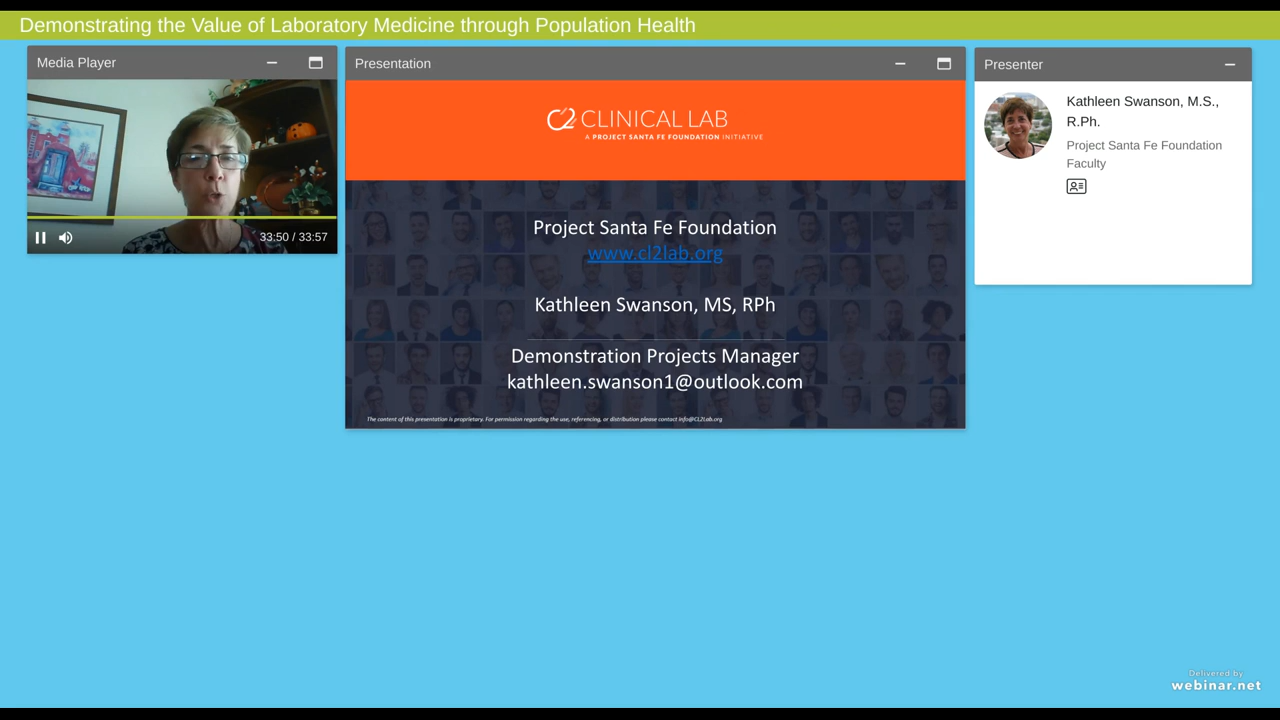 Demonstrating the Value of Laboratory Medicine through Population Health
Media Player
33:50 / 33:57
Presentation
C2 CLINICAL LAB
A PROJECT SANTA FE FOUNDATION INITIATIVE
Project Santa Fe Foundation
www.cl2lab.org
Kathleen Swanson, MS, RPh
Demonstration Projects Manager
kathleen.swanson1@outlook.com
The content of this presentation is proprietary. For permission regarding the use, referencing, or distribution please contact info@CL2Lab.org
Presenter
Kathleen Swanson, M.S.,
R.Ph.
Project Santa Fe Foundation
Faculty
Delivered by
webinar.net